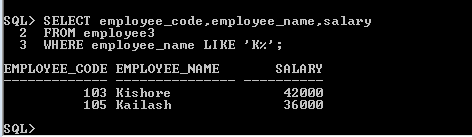 SQL> SELECT employee_code,employee_name,salary
2 FROM employee3
3 WHERE employee_name LIKE 'K%';
EMPLOYEE_CODE EMPLOYEE_NAME SALARY
------------- --------------- ----------
103 Kishore 42000
105 Kailash 36000
SQL>